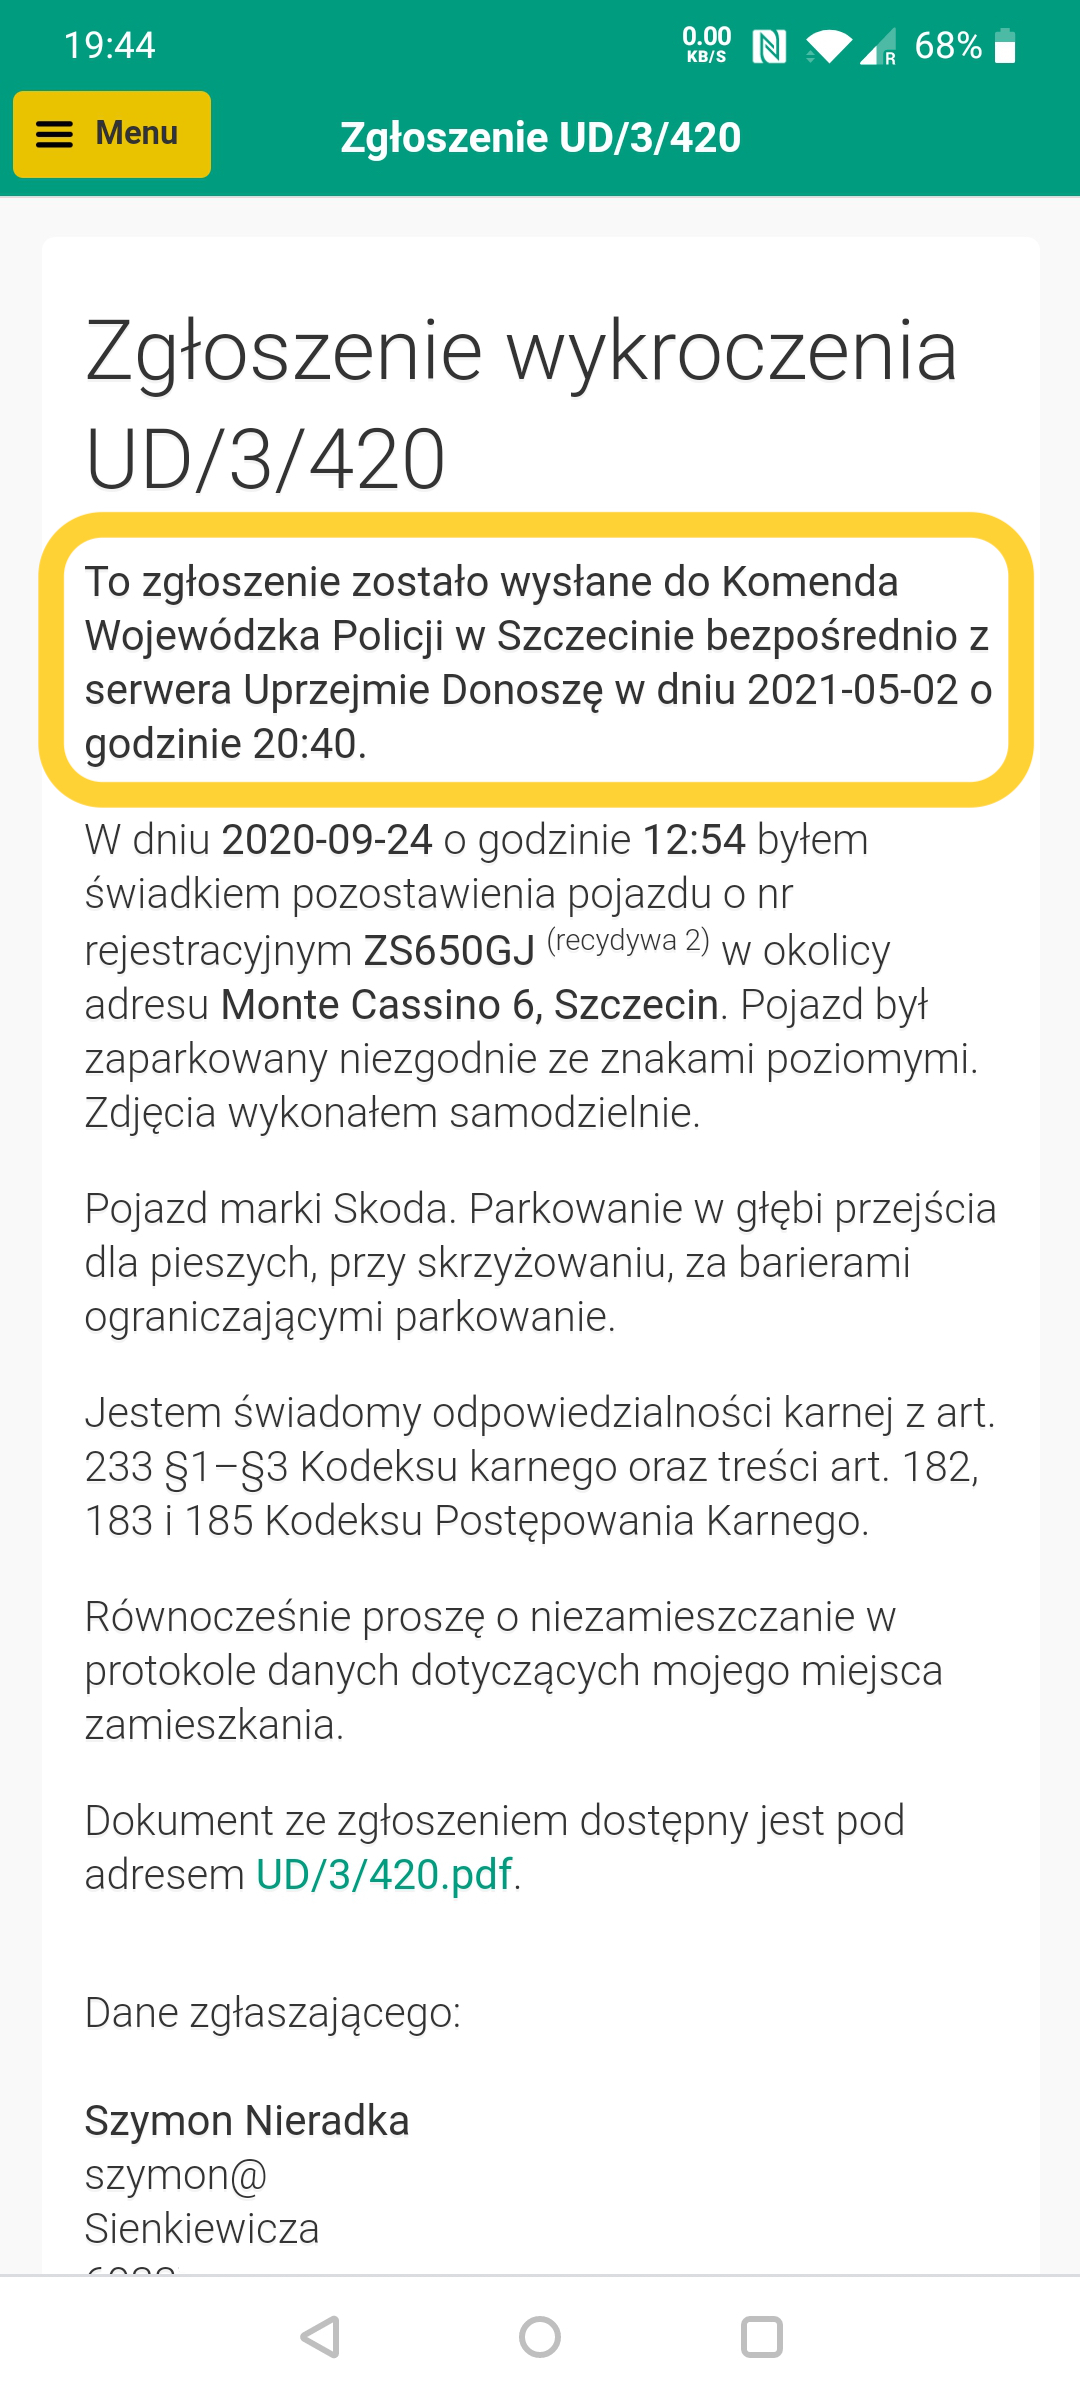 19:44
0.00
KB/S
R
68%
Menu
Zgłoszenie UD/3/420
Zgłoszenie wykroczenia
UD/3/420
To zgłoszenie zostało wysłane do Komenda
Wojewódzka Policji w Szczecinie bezpośrednio z
serwera Uprzejmie Donoszę w dniu 2021-05-02 o
godzinie 20:40.
W dniu 2020-09-24 o godzinie 12:54 byłem
świadkiem pozostawienia pojazdu o nr
rejestracyjnym ZS650GJ (recydywa 2) w okolicy
adresu Monte Cassino 6, Szczecin. Pojazd był
zaparkowany niezgodnie ze znakami poziomymi.
Zdjęcia wykonałem samodzielnie.
Pojazd marki Skoda. Parkowanie w głębi przejścia
dla pieszych, przy skrzyżowaniu, za barierami
ograniczającymi parkowanie.
Jestem świadomy odpowiedzialności karnej z art.
233 §1–§3 Kodeksu karnego oraz treści art. 182,
183 i 185 Kodeksu Postępowania Karnego.
Równocześnie proszę o niezamieszczanie w
protokole danych dotyczących mojego miejsca
zamieszkania.
Dokument ze zgłoszeniem dostępny jest pod
adresem UD/3/420.pdf.
Dane zgłaszającego:
Szymon Nieradka
szymon@
Sienkiewicza